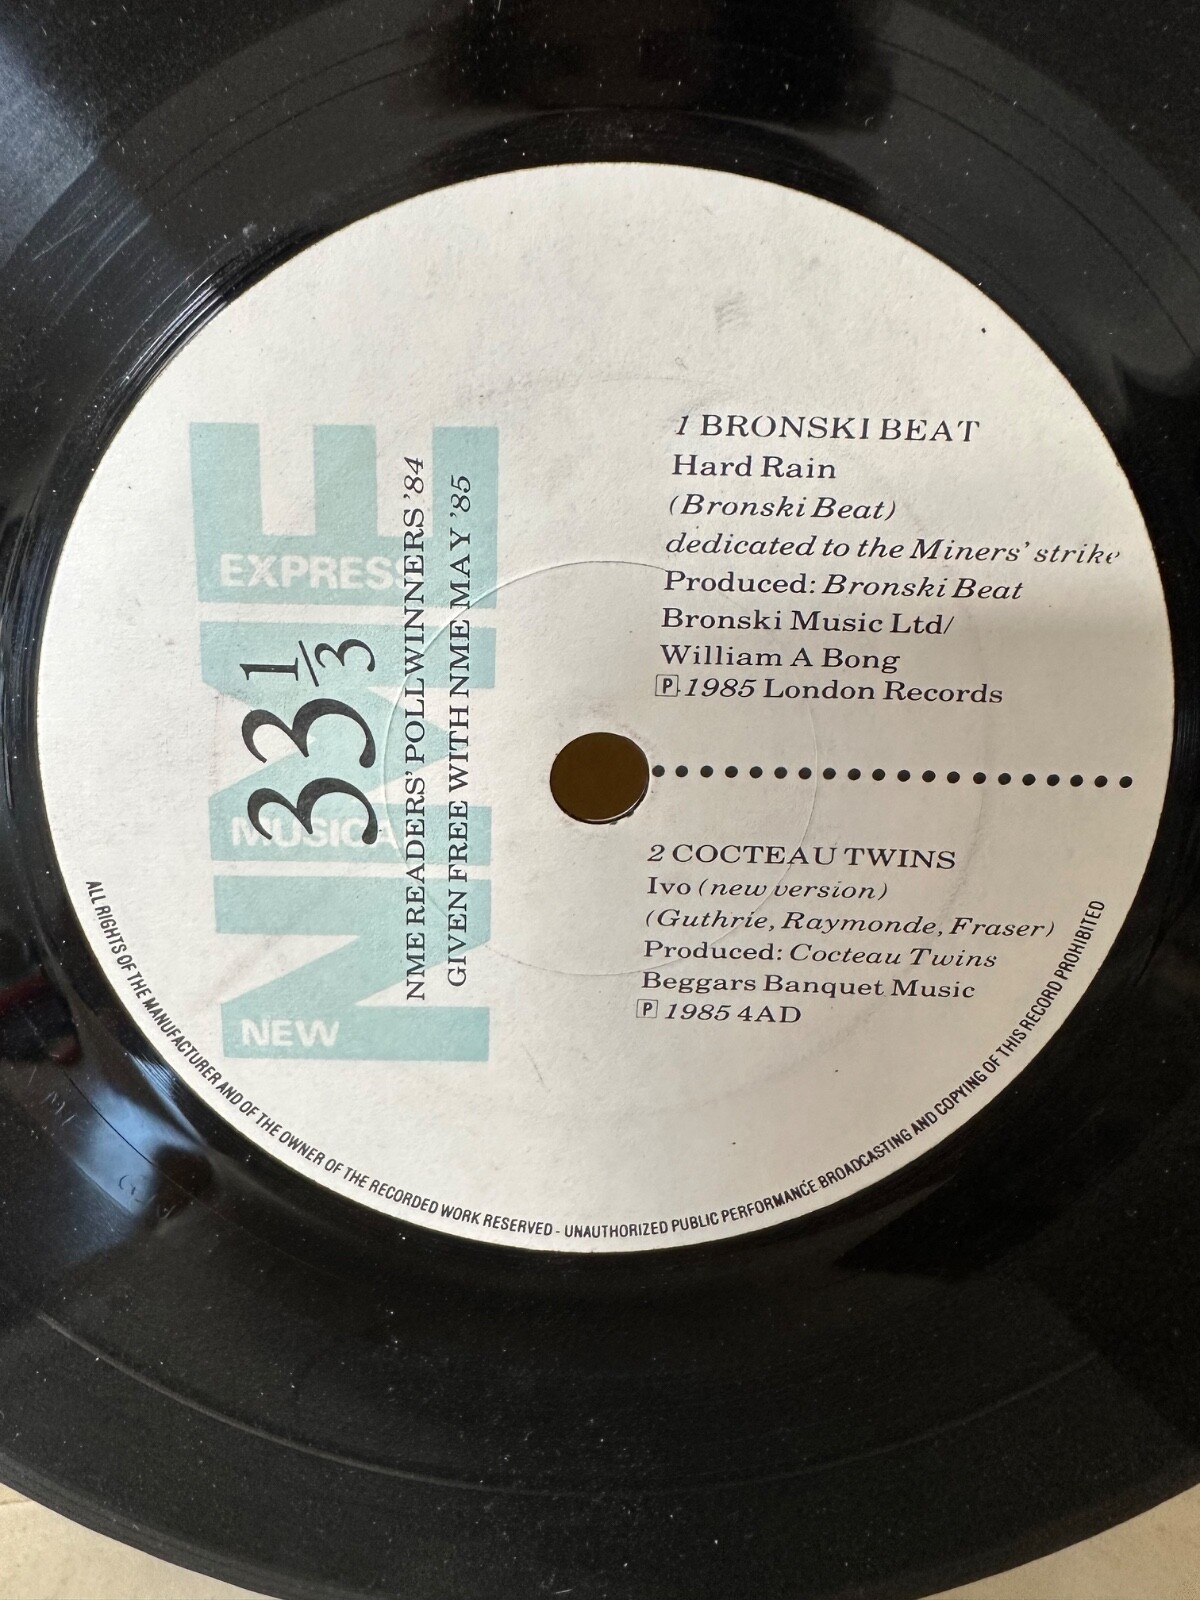 NEW
MUSICAL
EXPRESS
NME
33 1/3
NME READERS' POLL WINNERS '84
GIVEN FREE WITH NME MAY '85
1 BRONSKI BEAT
Hard Rain
(Bronski Beat)
dedicated to the Miners' strike
Produced: Bronski Beat
Bronski Music Ltd/
William A Bong
P 1985 London Records
2 COCTEAU TWINS
Ivo (new version)
(Guthrie, Raymonde, Fraser)
Produced: Cocteau Twins
Beggars Banquet Music
P 1985 4AD
ALL RIGHTS OF THE MANUFACTURER AND OF THE OWNER OF THE RECORDED WORK RESERVED - UNAUTHORIZED PUBLIC PERFORMANCE BROADCASTING AND COPYING OF THIS RECORD PROHIBITED